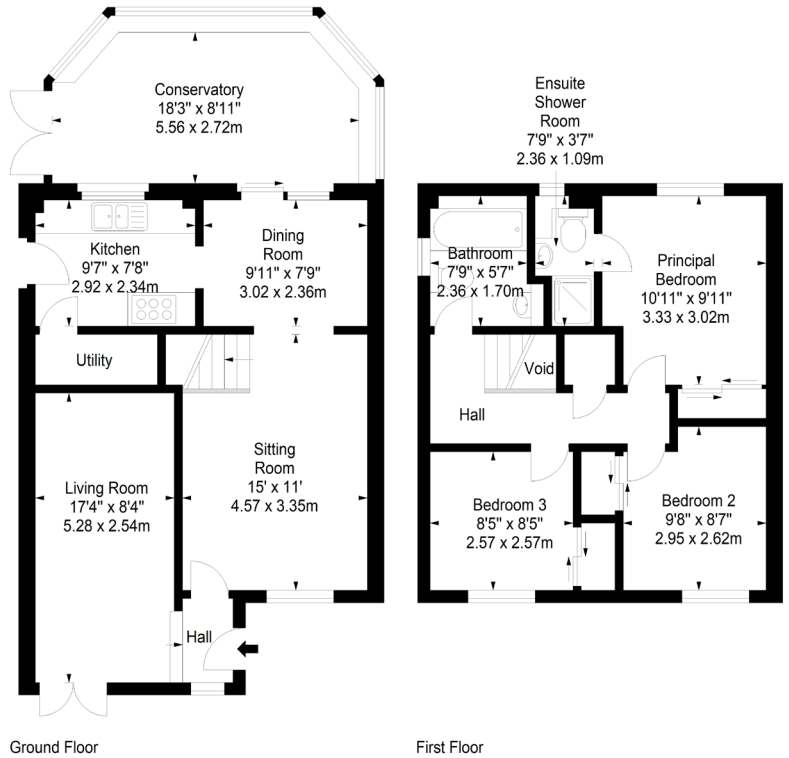 Conservatory
18'3" x 8'11"
5.56 x 2.72m
Kitchen
9'7" x 7'8"
2.92 x 2.34m
Dining
Room
9'11" x 7'9"
3.02 x 2.36m
Utility
Living Room
17'4" x 8'4"
5.28 x 2.54m
Sitting
Room
15' x 11'
4.57 x 3.35m
Hall
Ground Floor
Ensuite
Shower
Room
7'9" x 3'7"
2.36 x 1.09m
Bathroom
7'9" x 5'7"
2.36 x 1.70m
Principal
Bedroom
10'11" x 9'11"
3.33 x 3.02m
Void
Hall
Bedroom 3
8'5" x 8'5"
2.57 x 2.57m
Bedroom 2
9'8" x 8'7"
2.95 x 2.62m
First Floor